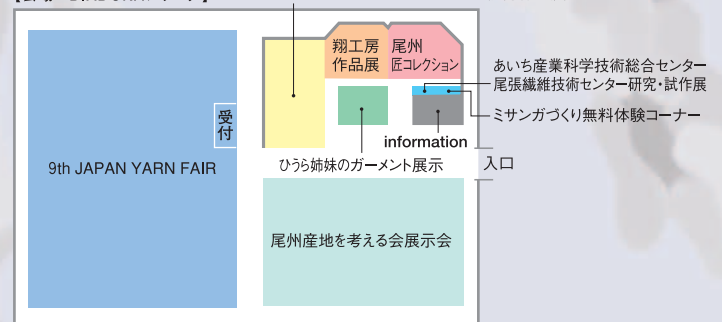 翔工房
作品展
尾州
匠コレクション
あいち産業科学技術総合センター
尾張繊維技術センター研究・試作展
ミサンガづくり無料体験コーナー
受付
information
ひうら姉妹のガーメント展示
入口
9th JAPAN YARN FAIR
尾州産地を考える会展示会